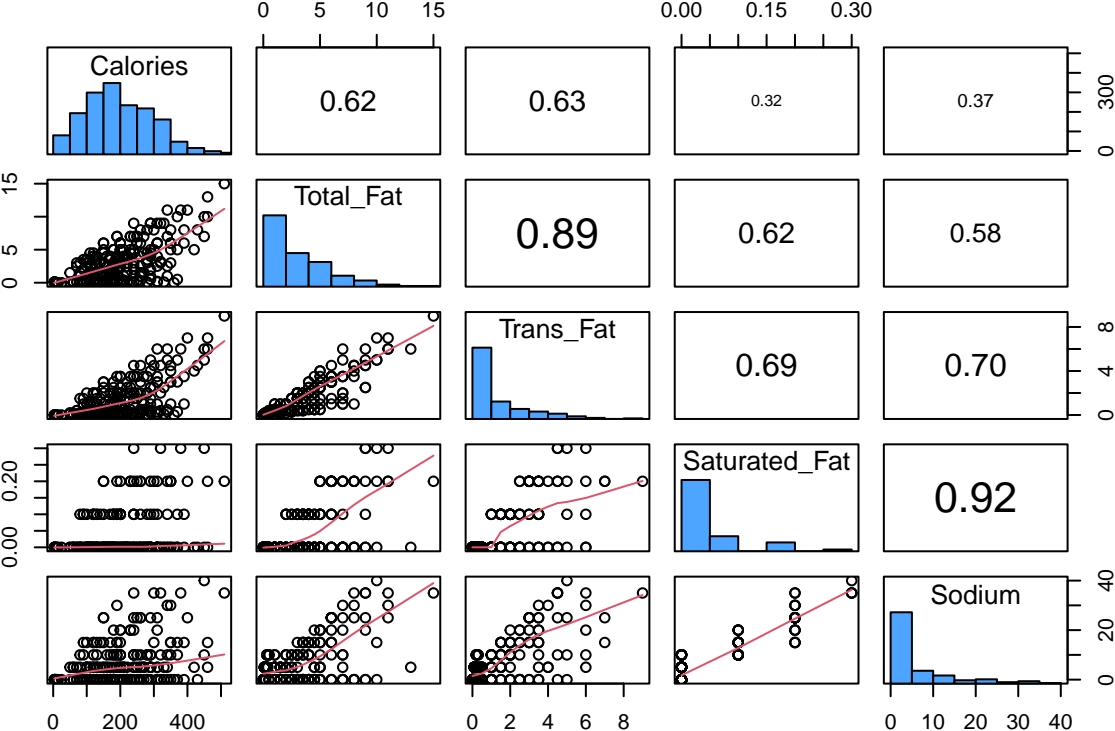 0 5 10 15 0.00 0.15 0.30
Calories 0.62 0.63 0.32 0.37
0 300
Total_Fat 0.89 0.62 0.58
0 5 15
Trans_Fat 0.69 0.70
0 4 8
Saturated_Fat 0.92
0.00 0.20
Sodium
0 20 40
0 200 400 0 2 4 6 8 0 10 20 30 40